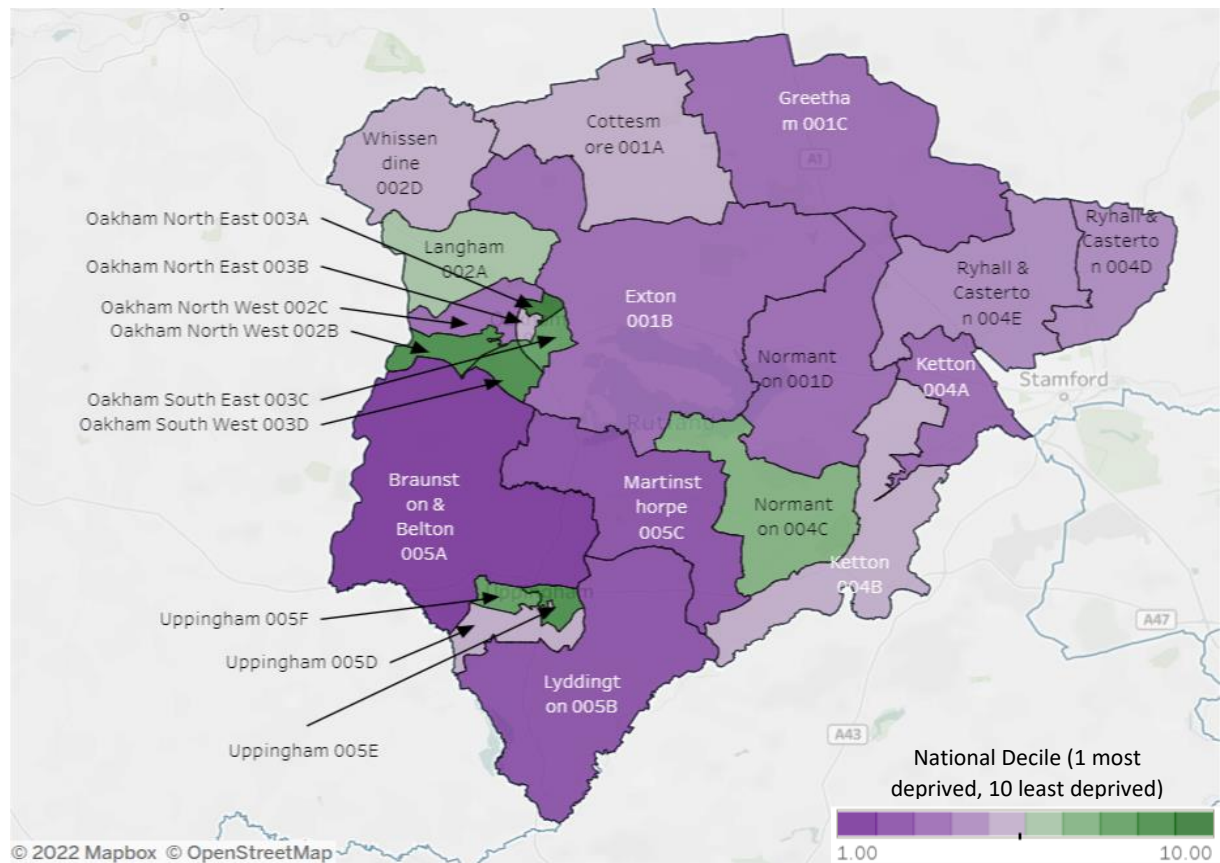 Greetha
m 001C
Cottesm
ore 001A
A1
Whissen
dine
002D
Oakham North East 003A
Langham
002A
Ryhall &
Casterto
n 004D
Oakham North East 003B
Ryhall &
Casterto
n 004E
Oakham North West 002C
Exton
001B
Oakham North West 002B
Normant
on 001D
Ketton
004A
Stamford
Oakham South East 003C
Oakham South West 003D
Rutland
Braunst
on &
Belton
005A
Martinst
horpe
005C
Normant
on 004C
Ketton
004B
Uppingham
Uppingham 005F
A47
Uppingham 005D
Lyddingt
on 005B
Uppingham 005E
A43
National Decile (1 most
deprived, 10 least deprived)
1.00
10.00
© 2022 Mapbox © OpenStreetMap